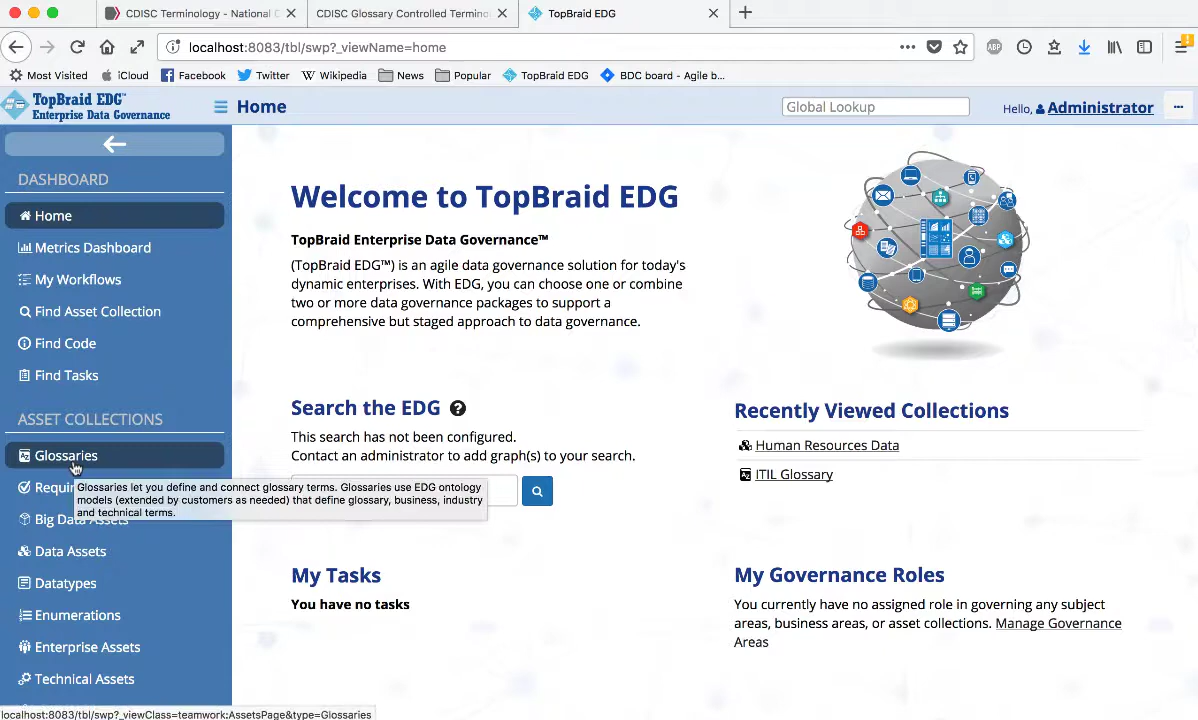 CDISC Terminology - National C
CDISC Glossary Controlled Termino
TopBraid EDG
localhost:8083/tbl/swp?_viewName=home
ABP
Most Visited
iCloud
Facebook
Twitter
Wikipedia
News
Popular
TopBraid EDG
BDC board - Agile b...
TopBraid EDG™
Enterprise Data Governance
Home
Global Lookup
Hello, Administrator
DASHBOARD
Home
Metrics Dashboard
My Workflows
Find Asset Collection
Find Code
Find Tasks
ASSET COLLECTIONS
Glossaries
Requi
Big Data Assets
Data Assets
Datatypes
Enumerations
Enterprise Assets
Technical Assets
Glossaries let you define and connect glossary terms. Glossaries use EDG ontology
models (extended by customers as needed) that define glossary, business, industry
and technical terms.
Welcome to TopBraid EDG
TopBraid Enterprise Data Governance™
(TopBraid EDG™) is an agile data governance solution for today's
dynamic enterprises. With EDG, you can choose one or combine
two or more data governance packages to support a
comprehensive but staged approach to data governance.
Search the EDG
This search has not been configured.
Contact an administrator to add graph(s) to your search.
Recently Viewed Collections
Human Resources Data
ITIL Glossary
My Tasks
You have no tasks
My Governance Roles
You currently have no assigned role in governing any subject
areas, business areas, or asset collections. Manage Governance
Areas
localhost:8083/tbl/swp?_viewClass=teamwork:AssetsPage&type=Glossaries